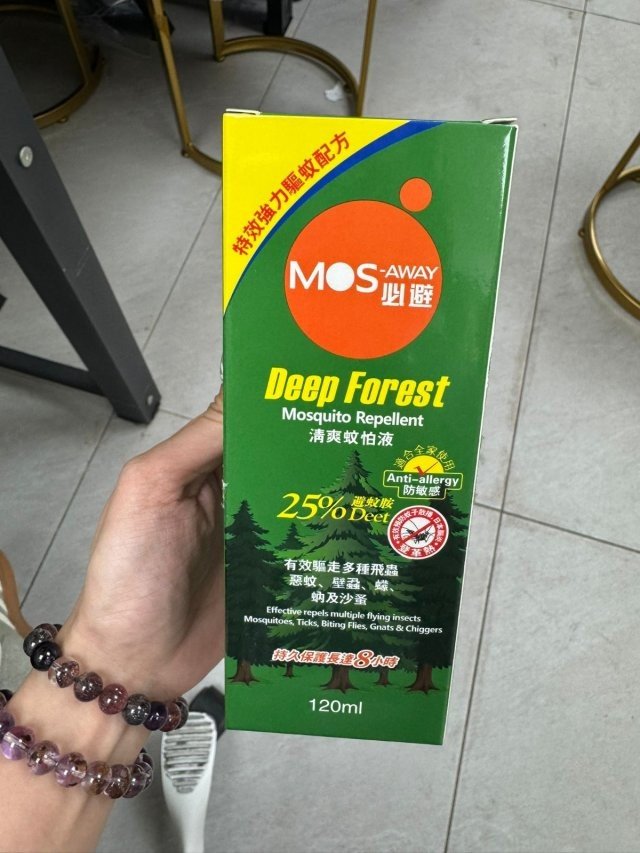 特效強力驅蚊配方
MOS-AWAY
必避
Deep Forest
Mosquito Repellent
清爽蚊怕液
適合全家使用
Anti-allergy
防敏感
25% 避蚊胺
Deet
登革熱
有效驅走多種飛蟲
惡蚊、壁蝨、蠓、
蚋及沙蚤
Effective repels multiple flying insects
Mosquitoes, Ticks, Biting Flies, Gnats & Chiggers
持久保護長達8小時
120ml